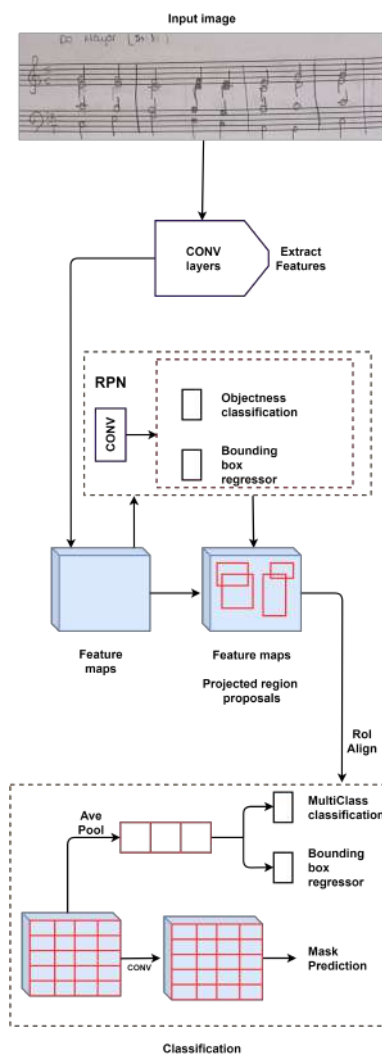 Input image
Do Mayor
CONV
layers
Extract
Features
RPN
CONV
Objectness
classification
Bounding
box
regressor
Feature
maps
Feature maps
Projected region
proposals
RoI
Align
Ave
Pool
MultiClass
classification
Bounding
box
regressor
CONV
Mask
Prediction
Classification